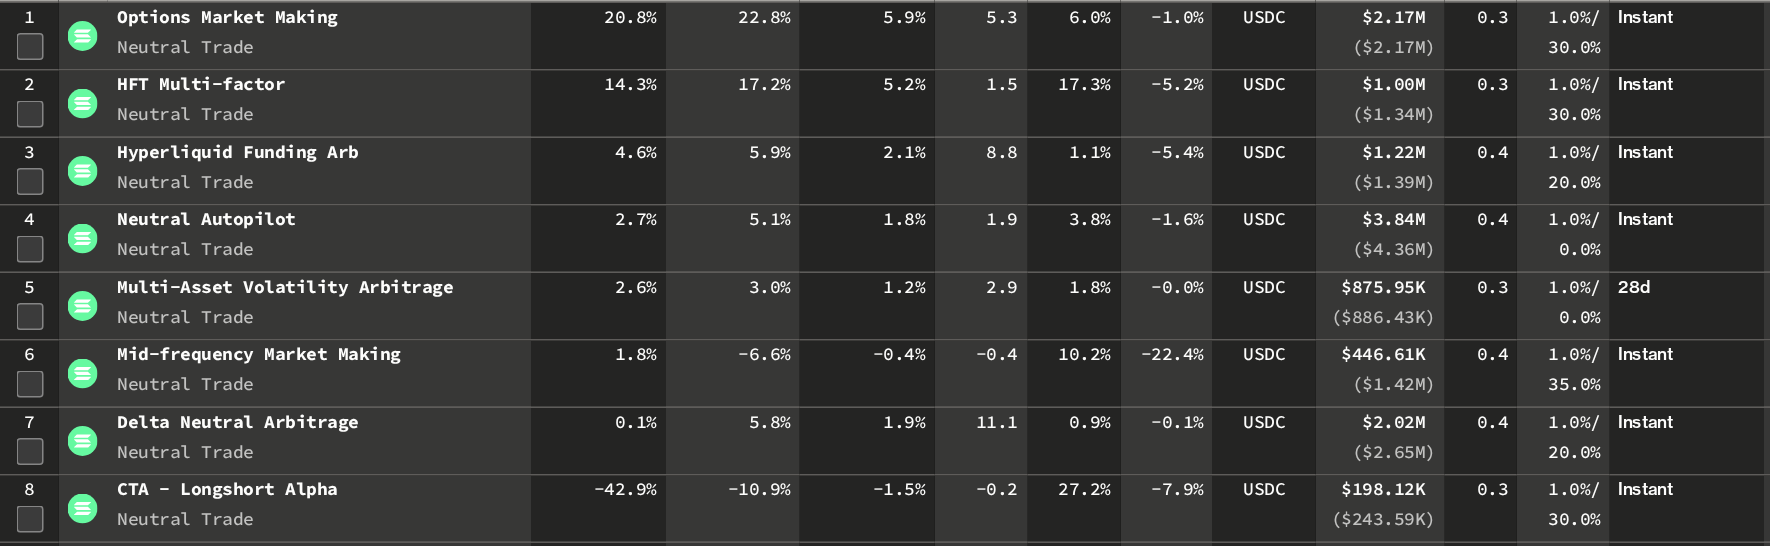 1 Options Market Making 20.8% 22.8% 5.9% 5.3 6.0% -1.0% USDC $2.17M 0.3 1.0%/ Instant
Neutral Trade ($2.17M) 30.0%
2 HFT Multi-factor 14.3% 17.2% 5.2% 1.5 17.3% -5.2% USDC $1.00M 0.3 1.0%/ Instant
Neutral Trade ($1.34M) 30.0%
3 Hyperliquid Funding Arb 4.6% 5.9% 2.1% 8.8 1.1% -5.4% USDC $1.22M 0.4 1.0%/ Instant
Neutral Trade ($1.39M) 20.0%
4 Neutral Autopilot 2.7% 5.1% 1.8% 1.9 3.8% -1.6% USDC $3.84M 0.4 1.0%/ Instant
Neutral Trade ($4.36M) 0.0%
5 Multi-Asset Volatility Arbitrage 2.6% 3.0% 1.2% 2.9 1.8% -0.0% USDC $875.95K 0.3 1.0%/ 28d
Neutral Trade ($886.43K) 0.0%
6 Mid-frequency Market Making 1.8% -6.6% -0.4% -0.4 10.2% -22.4% USDC $446.61K 0.4 1.0%/ Instant
Neutral Trade ($1.42M) 35.0%
7 Delta Neutral Arbitrage 0.1% 5.8% 1.9% 11.1 0.9% -0.1% USDC $2.02M 0.4 1.0%/ Instant
Neutral Trade ($2.65M) 20.0%
8 CTA - Longshort Alpha -42.9% -10.9% -1.5% -0.2 27.2% -7.9% USDC $198.12K 0.3 1.0%/ Instant
Neutral Trade ($243.59K) 30.0%